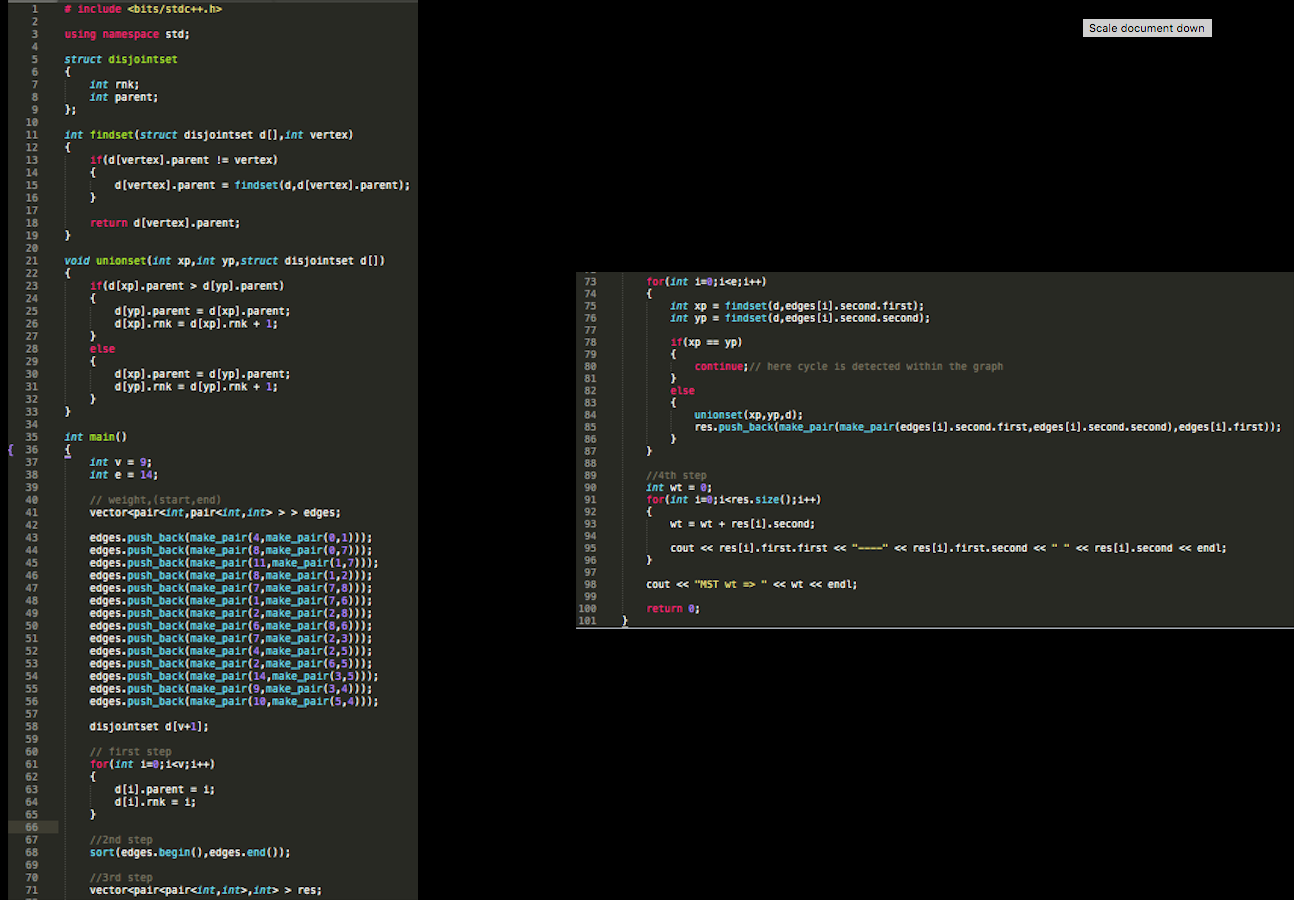 1 # include <bits/stdc++.h>
2
3 using namespace std;
4
5 struct disjointset
6 {
7 int rnk;
8 int parent;
9 };
10
11 int findset(struct disjointset d[],int vertex)
12 {
13 if(d[vertex].parent != vertex)
14 {
15 d[vertex].parent = findset(d,d[vertex].parent);
16 }
17
18 return d[vertex].parent;
19 }
20
21 void unionset(int xp,int yp,struct disjointset d[])
22 {
23 if(d[xp].parent > d[yp].parent)
24 {
25 d[yp].parent = d[xp].parent;
26 d[xp].rnk = d[xp].rnk + 1;
27 }
28 else
29 {
30 d[xp].parent = d[yp].parent;
31 d[yp].rnk = d[yp].rnk + 1;
32 }
33 }
34
35 int main()
{ 36 {
37 int v = 9;
38 int e = 14;
39
40 // weight,(start,end)
41 vector<pair<int,pair<int,int> > > edges;
42
43 edges.push_back(make_pair(4,make_pair(0,1)));
44 edges.push_back(make_pair(8,make_pair(0,7)));
45 edges.push_back(make_pair(11,make_pair(1,7)));
46 edges.push_back(make_pair(8,make_pair(1,2)));
47 edges.push_back(make_pair(7,make_pair(7,8)));
48 edges.push_back(make_pair(1,make_pair(7,6)));
49 edges.push_back(make_pair(2,make_pair(2,8)));
50 edges.push_back(make_pair(6,make_pair(8,6)));
51 edges.push_back(make_pair(7,make_pair(2,3)));
52 edges.push_back(make_pair(4,make_pair(2,5)));
53 edges.push_back(make_pair(2,make_pair(6,5)));
54 edges.push_back(make_pair(14,make_pair(3,5)));
55 edges.push_back(make_pair(9,make_pair(3,4)));
56 edges.push_back(make_pair(10,make_pair(5,4)));
57
58 disjointset d[v+1];
59
60 // first step
61 for(int i=0;i<v;i++)
62 {
63 d[i].parent = i;
64 d[i].rnk = i;
65 }
66
67 //2nd step
68 sort(edges.begin(),edges.end());
69
70 //3rd step
71 vector<pair<pair<int,int>,int> > res;
Scale document down
73 for(int i=0;i<e;i++)
74 {
75 int xp = findset(d,edges[i].second.first);
76 int yp = findset(d,edges[i].second.second);
77
78 if(xp == yp)
79 {
80 continue;// here cycle is detected within the graph
81 }
82 else
83 {
84 unionset(xp,yp,d);
85 res.push_back(make_pair(make_pair(edges[i].second.first,edges[i].second.second),edges[i].first));
86 }
87 }
88
89 //4th step
90 int wt = 0;
91 for(int i=0;i<res.size();i++)
92 {
93 wt = wt + res[i].second;
94
95 cout << res[i].first.first << "----" << res[i].first.second << " " << res[i].second << endl;
96 }
97
98 cout << "MST wt => " << wt << endl;
99
100 return 0;
101 }